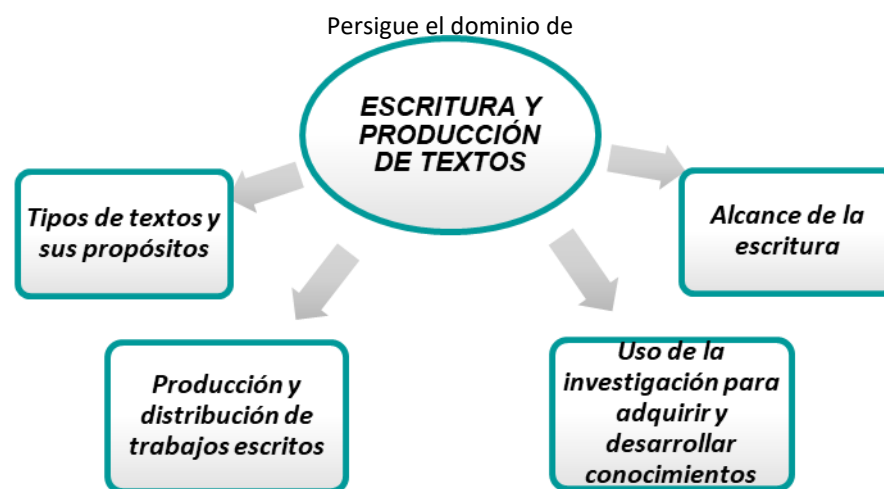 Persigue el dominio de
ESCRITURA Y
PRODUCCIÓN
DE TEXTOS
Tipos de textos y
sus propósitos
Alcance de la
escritura
Producción y
distribución de
trabajos escritos
Uso de la
investigación para
adquirir y
desarrollar
conocimientos